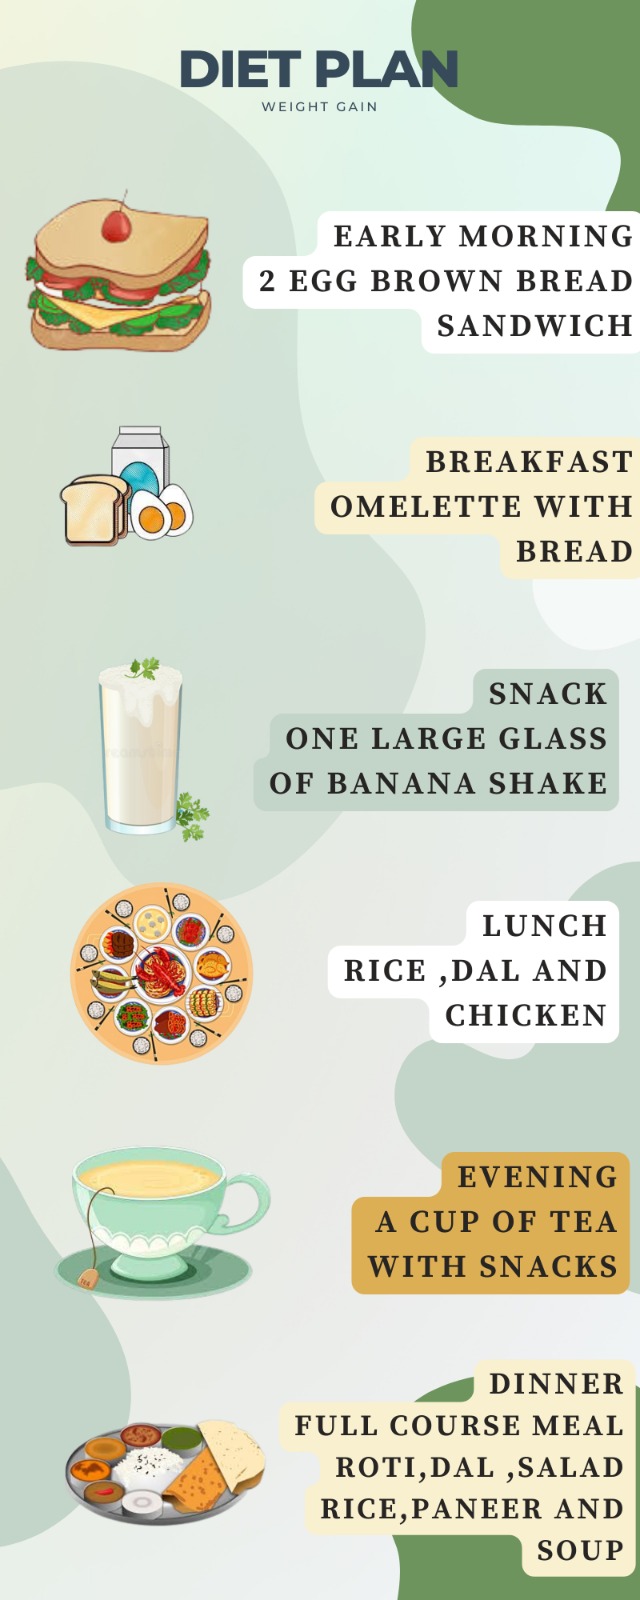 DIET PLAN
WEIGHT GAIN
EARLY MORNING
2 EGG BROWN BREAD
SANDWICH
BREAKFAST
OMELETTE WITH
BREAD
SNACK
ONE LARGE GLASS
OF BANANA SHAKE
LUNCH
RICE ,DAL AND
CHICKEN
EVENING
A CUP OF TEA
WITH SNACKS
TEA
DINNER
FULL COURSE MEAL
ROTI,DAL ,SALAD
RICE,PANEER AND
SOUP